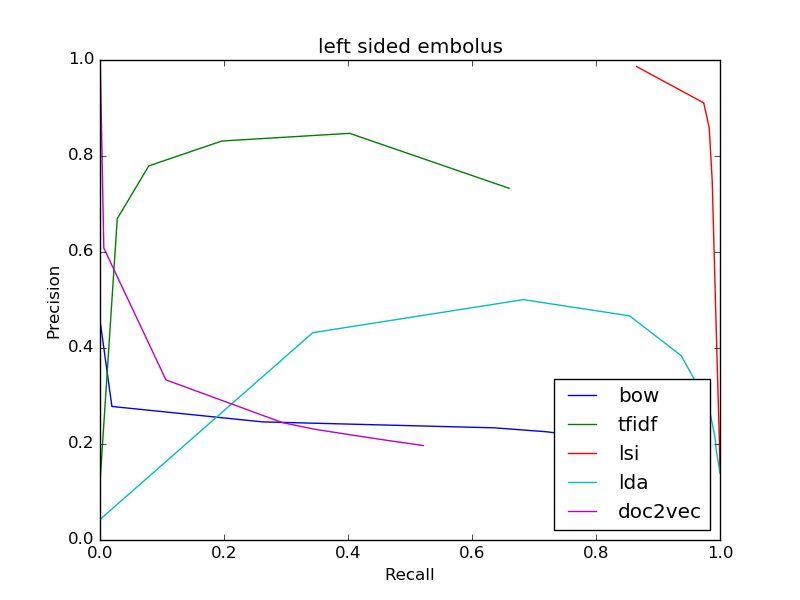 left sided embolus
1.0
0.8
0.6
0.4
0.2
0.0
Precision
0.0 0.2 0.4 0.6 0.8 1.0
Recall
bow
tfidf
lsi
lda
doc2vec